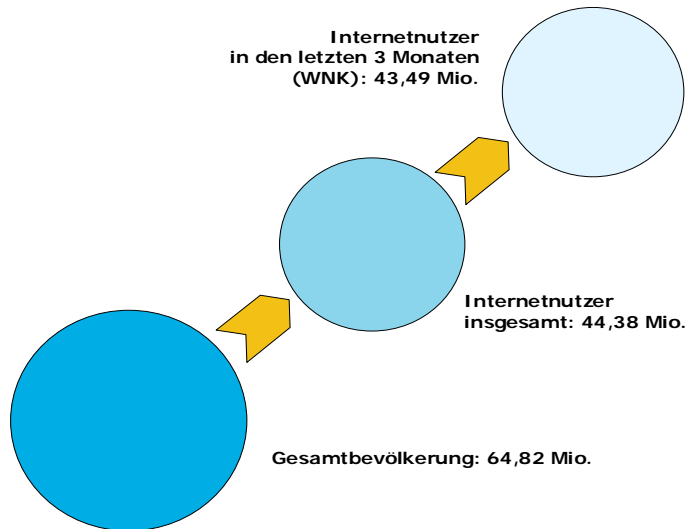 Internetnutzer
in den letzten 3 Monaten
(WNK): 43,49 Mio.
Internetnutzer
insgesamt: 44,38 Mio.
Gesamtbevölkerung: 64,82 Mio.